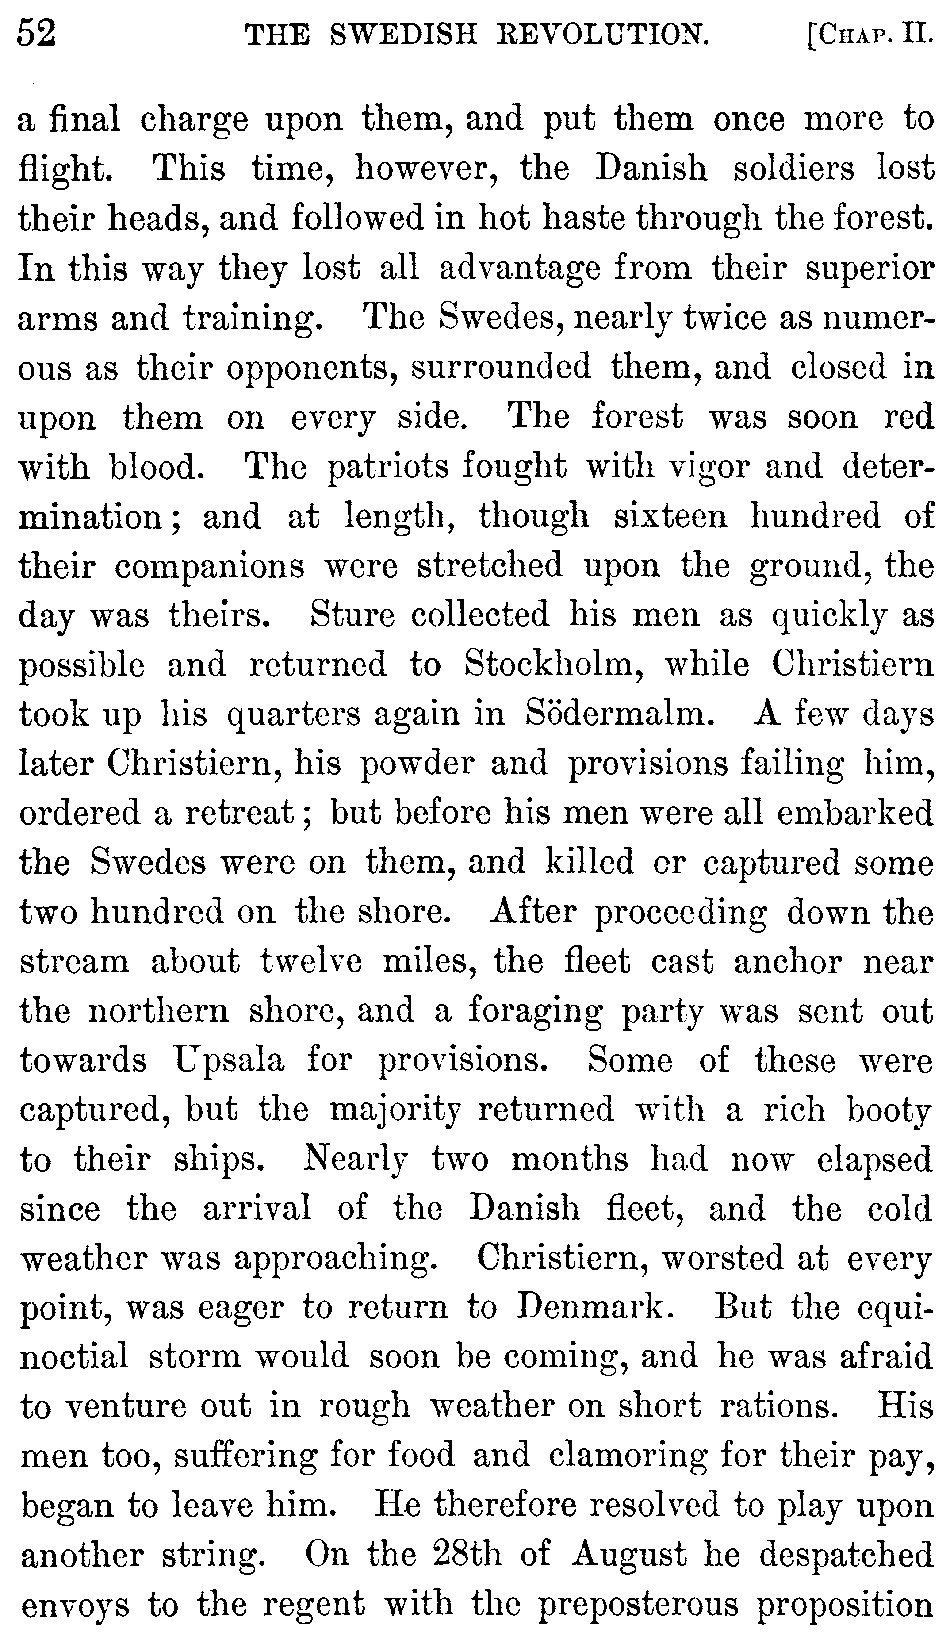 52 THE SWEDISH REVOLUTION. [CHAP. II.
a final charge upon them, and put them once more to
flight. This time, however, the Danish soldiers lost
their heads, and followed in hot haste through the forest.
In this way they lost all advantage from their superior
arms and training. The Swedes, nearly twice as numer-
ous as their opponents, surrounded them, and closed in
upon them on every side. The forest was soon red
with blood. The patriots fought with vigor and deter-
mination; and at length, though sixteen hundred of
their companions were stretched upon the ground, the
day was theirs. Sture collected his men as quickly as
possible and returned to Stockholm, while Christiern
took up his quarters again in Södermalm. A few days
later Christiern, his powder and provisions failing him,
ordered a retreat; but before his men were all embarked
the Swedes were on them, and killed or captured some
two hundred on the shore. After proceeding down the
stream about twelve miles, the fleet cast anchor near
the northern shore, and a foraging party was sent out
towards Upsala for provisions. Some of these were
captured, but the majority returned with a rich booty
to their ships. Nearly two months had now elapsed
since the arrival of the Danish fleet, and the cold
weather was approaching. Christiern, worsted at every
point, was eager to return to Denmark. But the equi-
noctial storm would soon be coming, and he was afraid
to venture out in rough weather on short rations. His
men too, suffering for food and clamoring for their pay,
began to leave him. He therefore resolved to play upon
another string. On the 28th of August he despatched
envoys to the regent with the preposterous proposition